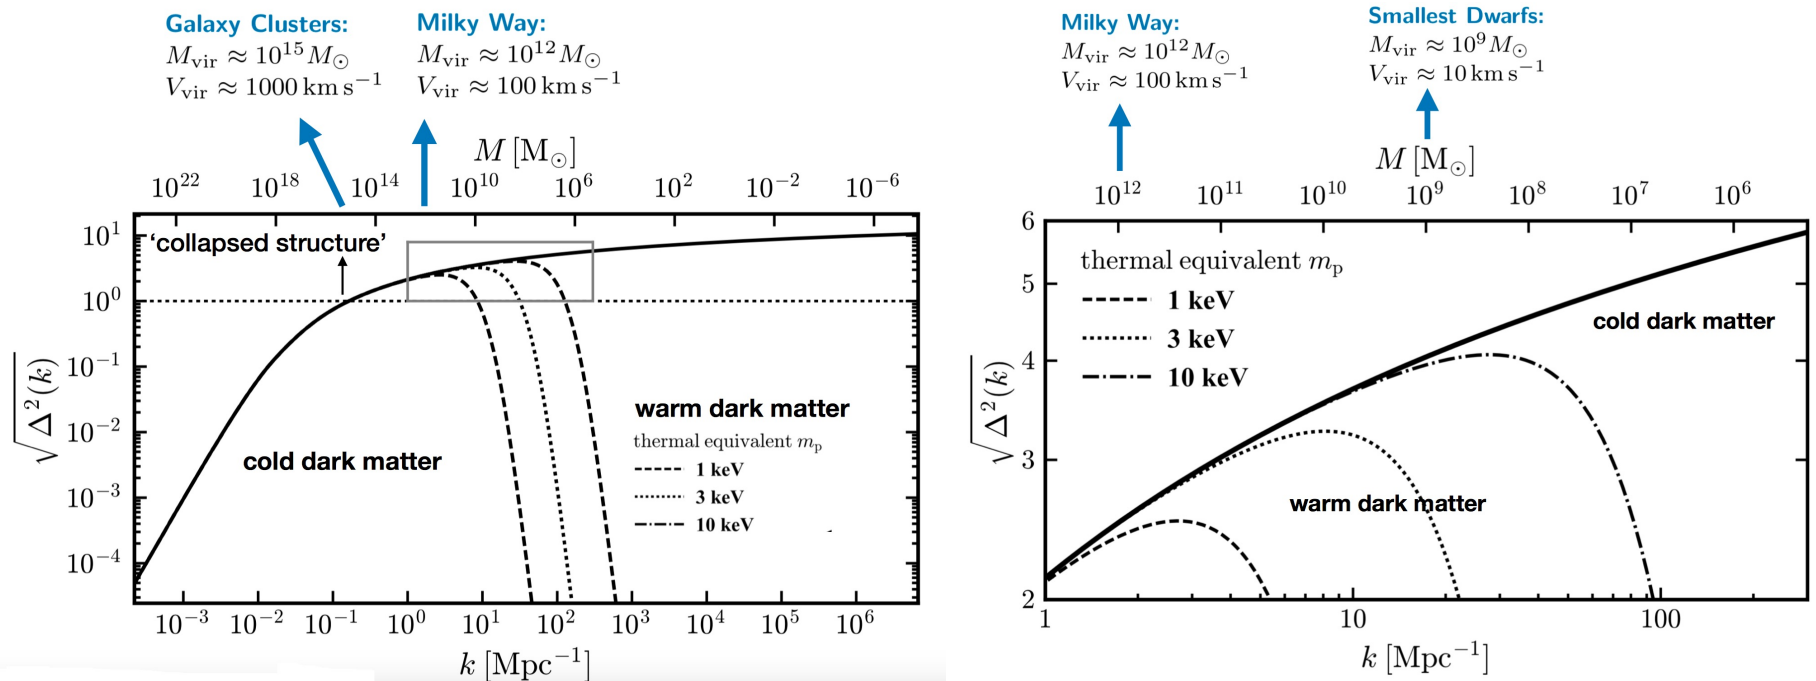 Galaxy Clusters:
M_vir ≈ 10^15 M_⊙
V_vir ≈ 1000 km s^−1
Milky Way:
M_vir ≈ 10^12 M_⊙
V_vir ≈ 100 km s^−1
M [M_⊙]
10^22 10^18 10^14 10^10 10^6 10^2 10^−2 10^−6
'collapsed structure'
10^1
10^0
10^−1
10^−2
10^−3
10^−4
√Δ^2(k)
cold dark matter
warm dark matter
thermal equivalent m_p
1 keV
3 keV
10 keV
10^−3 10^−2 10^−1 10^0 10^1 10^2 10^3 10^4 10^5 10^6
k [Mpc^−1]
Milky Way:
M_vir ≈ 10^12 M_⊙
V_vir ≈ 100 km s^−1
Smallest Dwarfs:
M_vir ≈ 10^9 M_⊙
V_vir ≈ 10 km s^−1
M [M_⊙]
10^12 10^11 10^10 10^9 10^8 10^7 10^6
6
5
4
3
2
√Δ^2(k)
thermal equivalent m_p
1 keV
3 keV
10 keV
cold dark matter
warm dark matter
1 10 100
k [Mpc^−1]